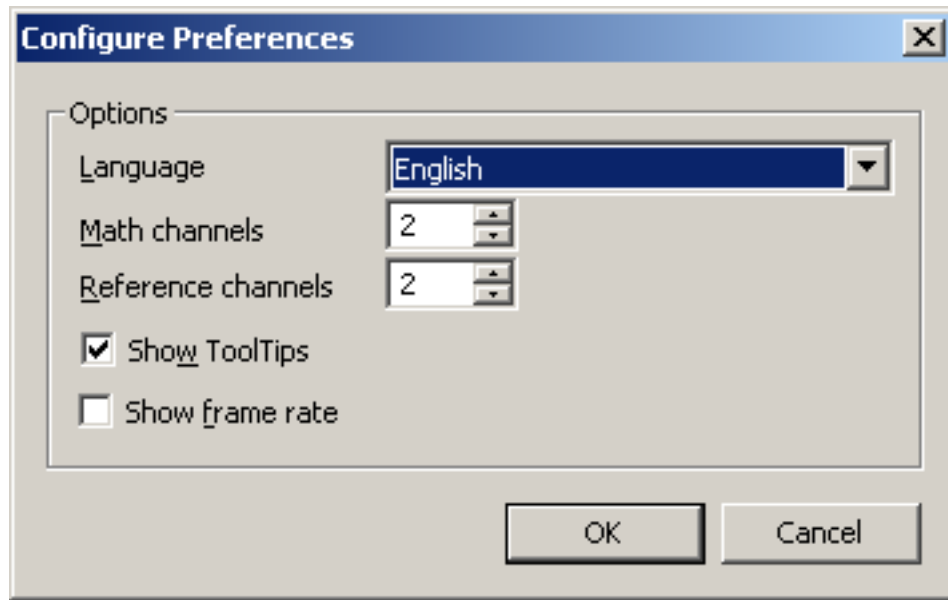 Configure Preferences
Options
Language English
Math channels 2
Reference channels 2
Show ToolTips
Show frame rate
OK Cancel